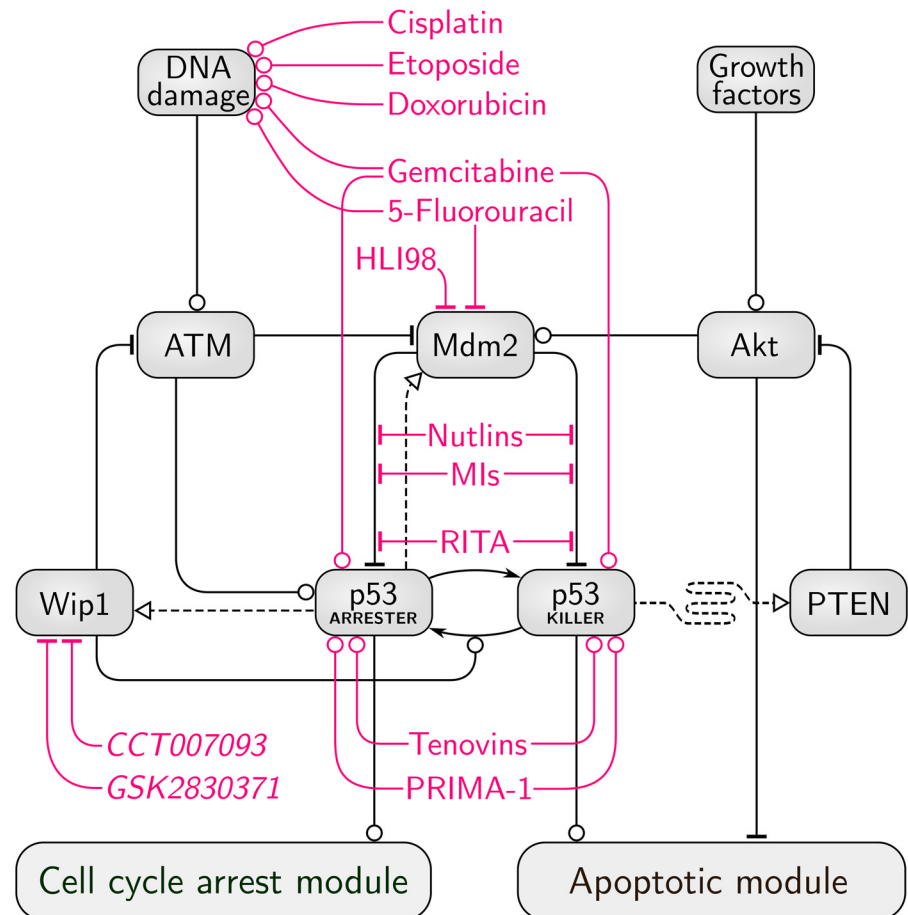 Cisplatin
DNA
damage
Etoposide
Growth
factors
Doxorubicin
Gemcitabine
5-Fluorouracil
HLI98
ATM
Mdm2
Akt
Nutlins
MIs
RITA
Wip1
p53
ARRESTER
p53
KILLER
PTEN
CCT007093
Tenovins
GSK2830371
PRIMA-1
Cell cycle arrest module
Apoptotic module